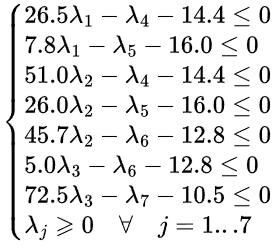 26.5λ₁ − λ₄ − 14.4 ≤ 0
7.8λ₁ − λ₅ − 16.0 ≤ 0
51.0λ₂ − λ₄ − 14.4 ≤ 0
26.0λ₂ − λ₅ − 16.0 ≤ 0
45.7λ₂ − λ₆ − 12.8 ≤ 0
5.0λ₃ − λ₆ − 12.8 ≤ 0
72.5λ₃ − λ₇ − 10.5 ≤ 0
λⱼ ⩾ 0 ∀ j = 1.. .7